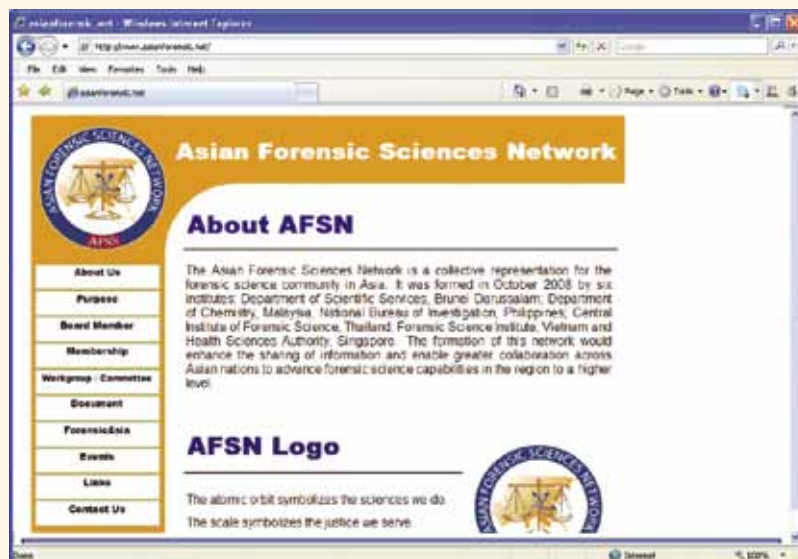 asianforensic.net - Windows Internet Explorer
http://www.asianforensic.net/
File Edit View Favorites Tools Help
asianforensic.net
Page Tools
ASIAN FORENSIC SCIENCES NETWORK
AFSN
Asian Forensic Sciences Network
About AFSN
About Us
Purpose
Board Member
Membership
Workgroup / Committee
Document
ForensicAsia
Events
Links
Contact Us
The Asian Forensic Sciences Network is a collective representation for the
forensic science community in Asia. It was formed in October 2008 by six
institutes; Department of Scientific Services, Brunei Darussalam; Department
of Chemistry, Malaysia; National Bureau of Investigation, Philippines; Central
Institute of Forensic Science, Thailand; Forensic Science Institute, Vietnam and
Health Sciences Authority, Singapore. The formation of this network would
enhance the sharing of information and enable greater collaboration across
Asian nations to advance forensic science capabilities in the region to a higher
level.
AFSN Logo
The atomic orbit symbolizes the sciences we do
The scale symbolizes the justice we serve
ASIAN FORENSIC SCIENCES NETWORK
Done
Internet
100%